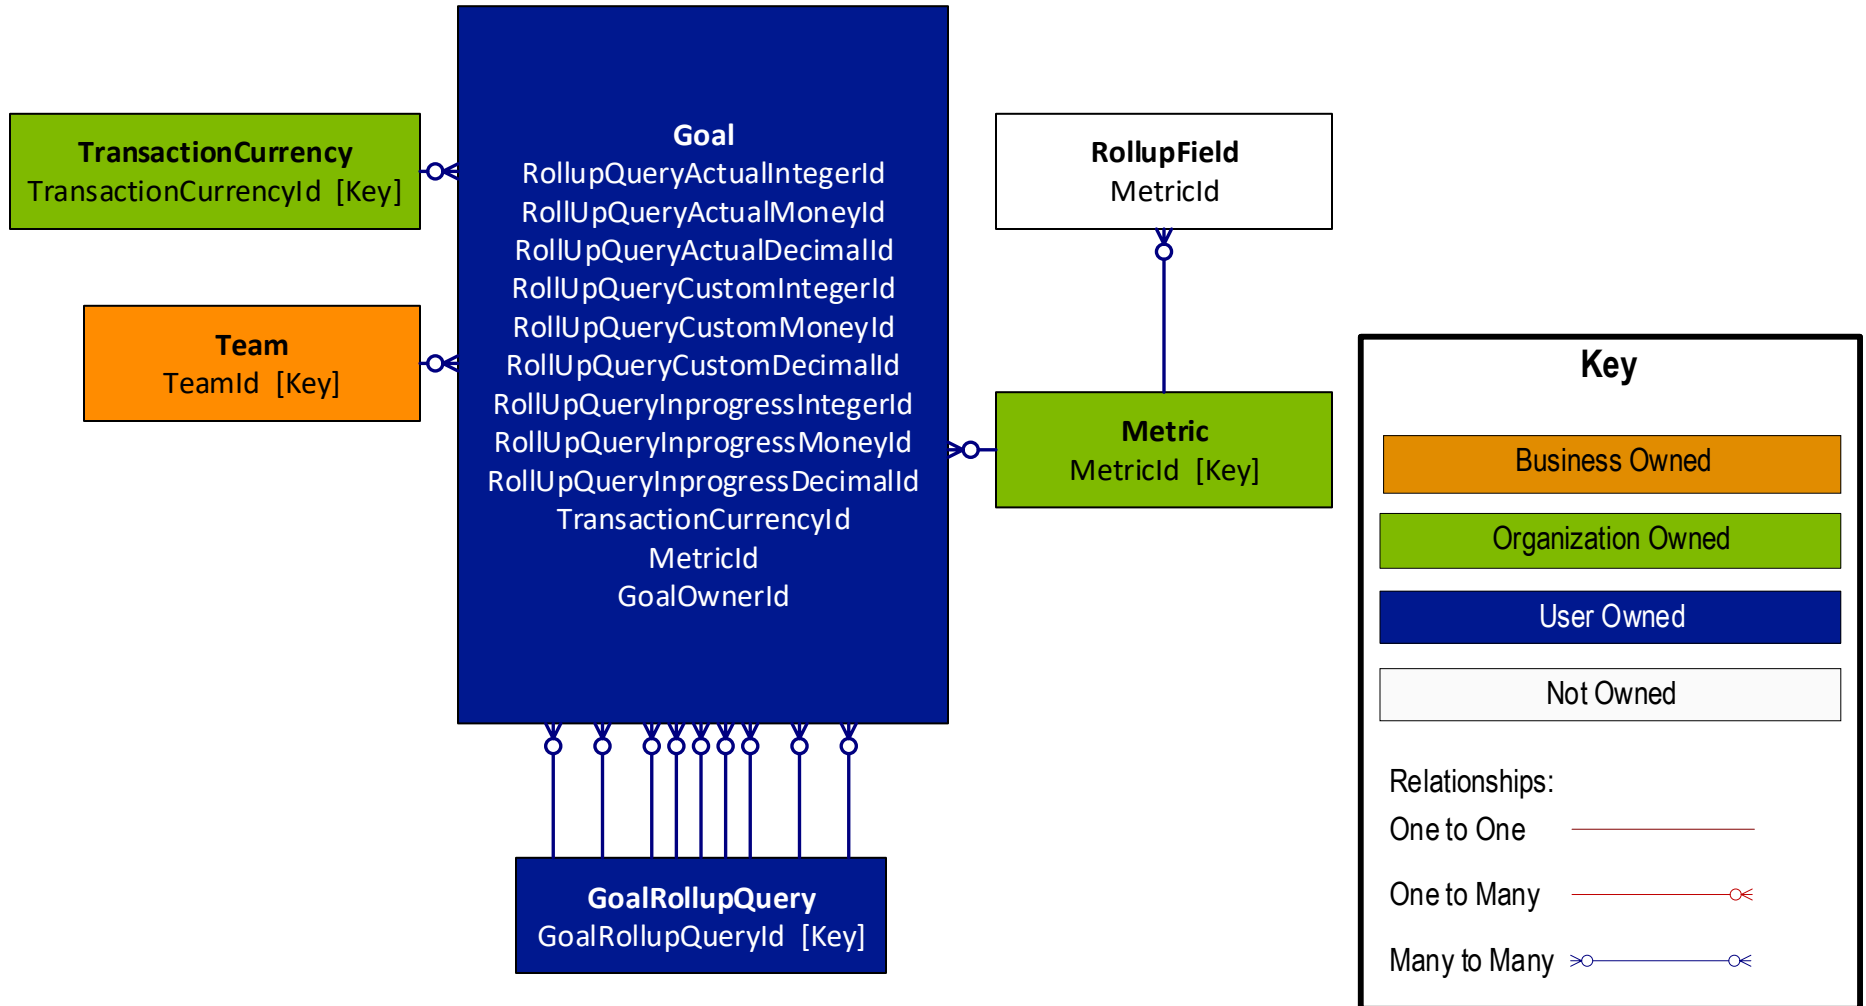 TransactionCurrency
TransactionCurrencyId [Key]
Team
TeamId [Key]
Goal
RollupQueryActualIntegerId
RollUpQueryActualMoneyId
RollUpQueryActualDecimalId
RollUpQueryCustomIntegerId
RollUpQueryCustomMoneyId
RollUpQueryCustomDecimalId
RollUpQueryInprogressIntegerId
RollUpQueryInprogressMoneyId
RollUpQueryInprogressDecimalId
TransactionCurrencyId
MetricId
GoalOwnerId
RollupField
MetricId
Metric
MetricId [Key]
GoalRollupQuery
GoalRollupQueryId [Key]
Key
Business Owned
Organization Owned
User Owned
Not Owned
Relationships:
One to One
One to Many
Many to Many